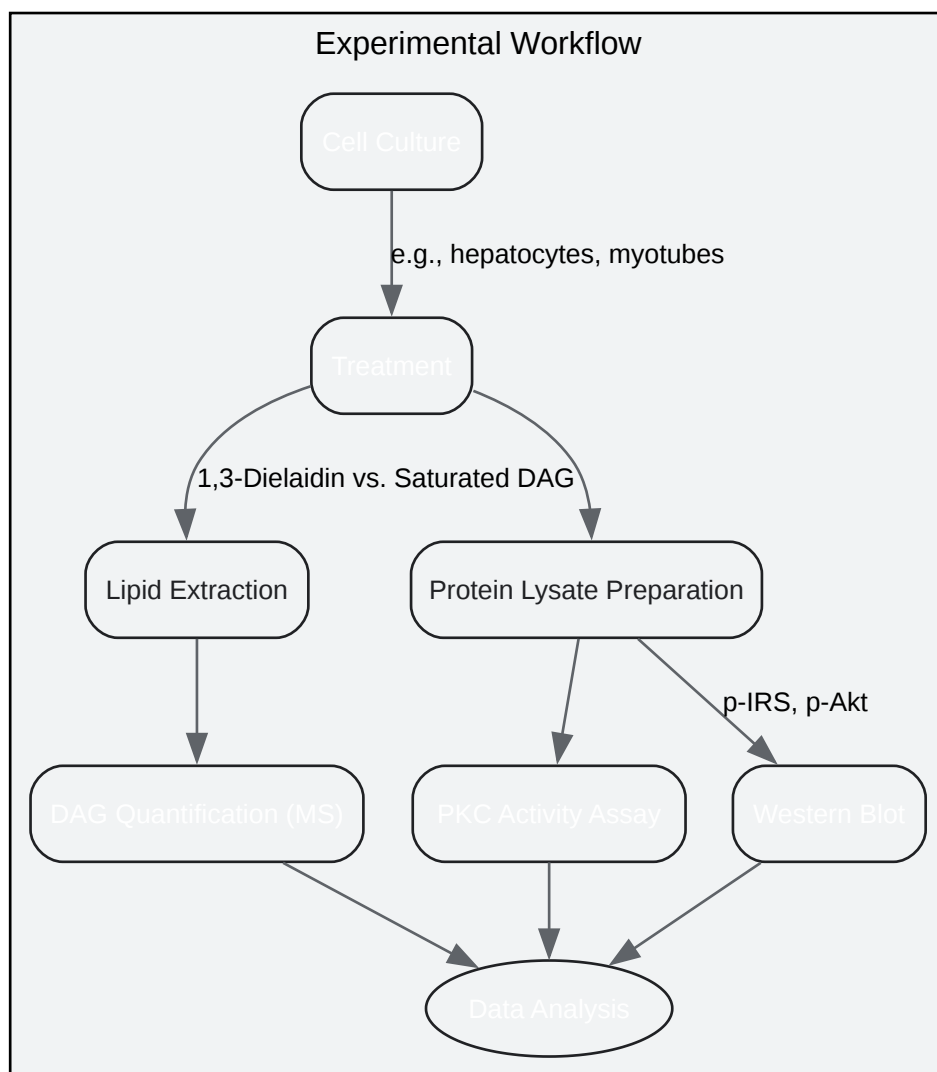 Experimental Workflow
Cell Culture
e.g., hepatocytes, myotubes
Treatment
1,3-Dielaidin vs. Saturated DAG
Lipid Extraction
Protein Lysate Preparation
p-IRS, p-Akt
DAG Quantification (MS)
PKC Activity Assay
Western Blot
Data Analysis